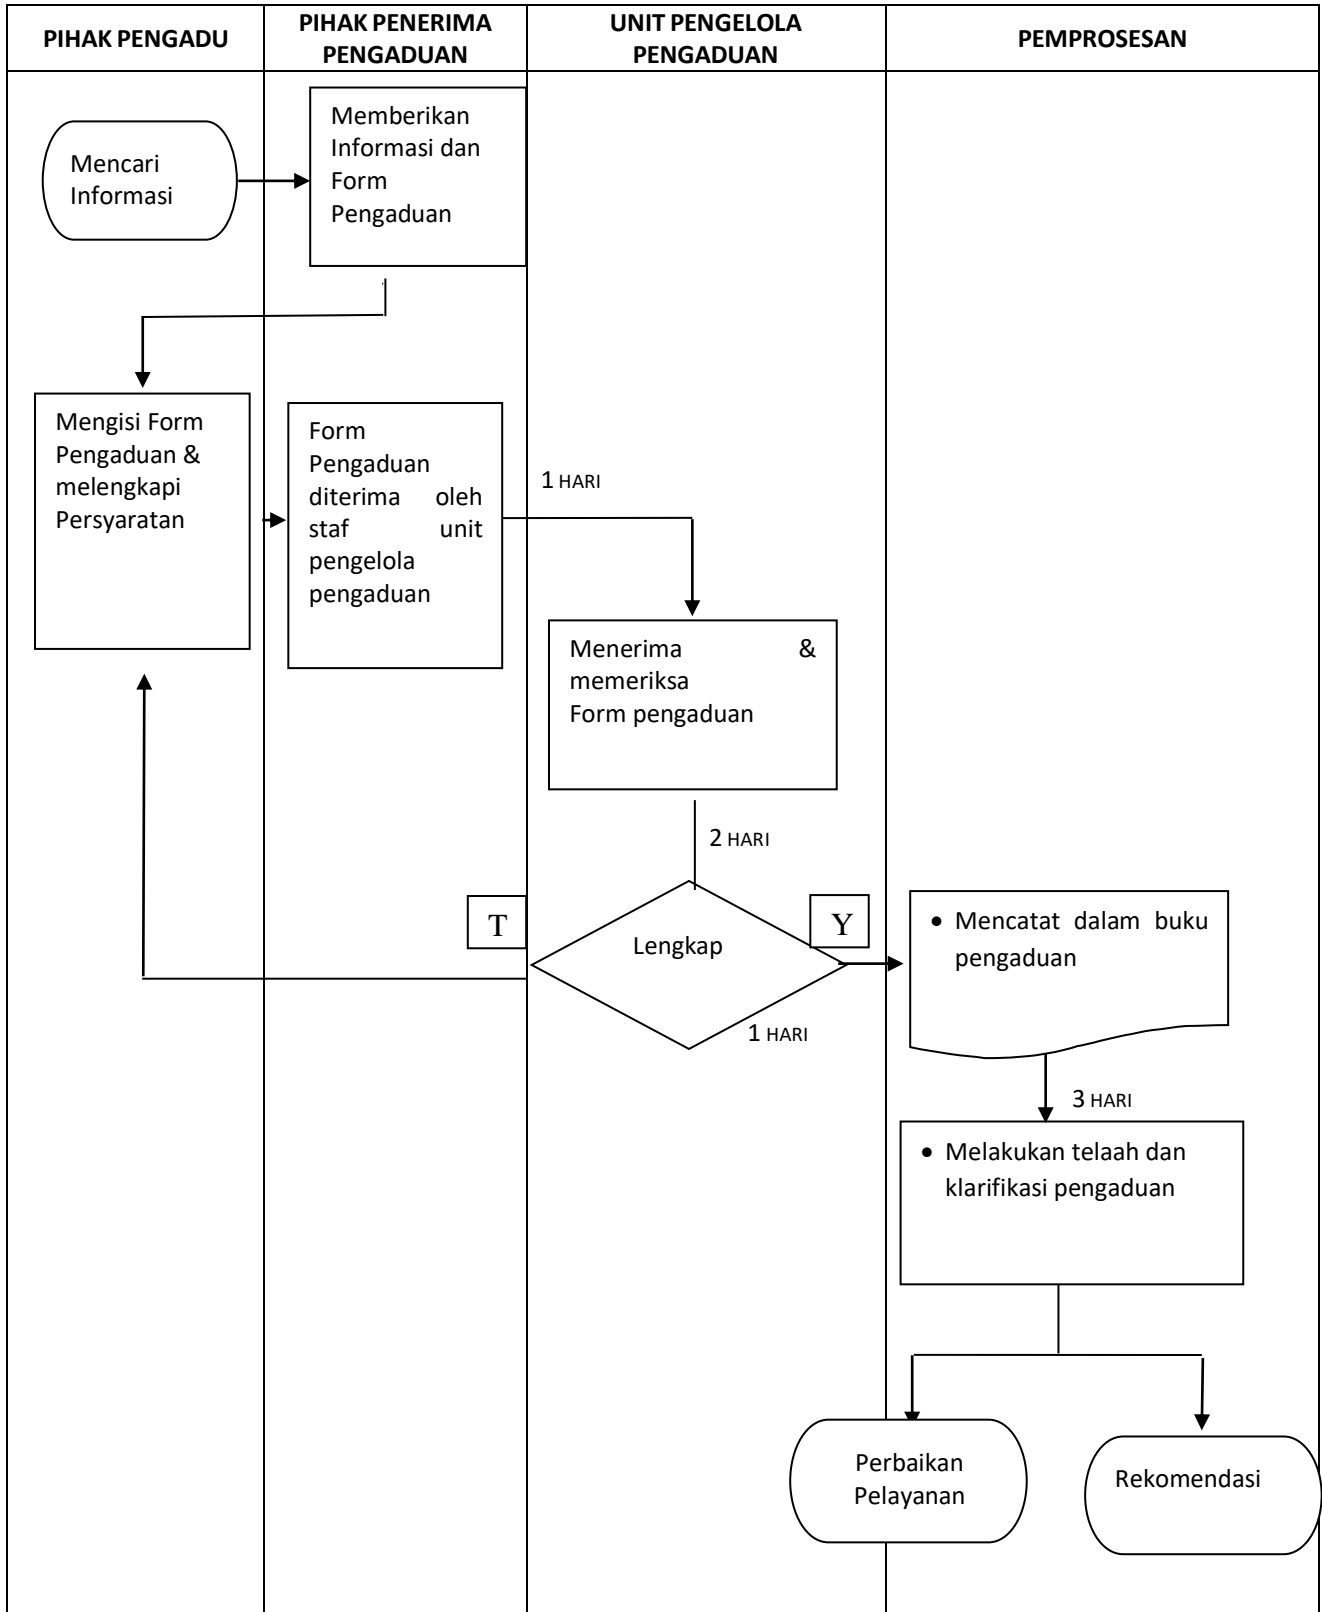 PIHAK PENGADU
PIHAK PENERIMA
PENGADUAN
UNIT PENGELOLA
PENGADUAN
PEMPROSESAN
Mencari
Informasi
Memberikan
Informasi dan
Form
Pengaduan
Mengisi Form
Pengaduan &
melengkapi
Persyaratan
Form
Pengaduan
diterima oleh
staf unit
pengelola
pengaduan
1 HARI
Menerima &
memeriksa
Form pengaduan
2 HARI
T
Lengkap
Y
1 HARI
• Mencatat dalam buku
pengaduan
3 HARI
• Melakukan telaah dan
klarifikasi pengaduan
Perbaikan
Pelayanan
Rekomendasi